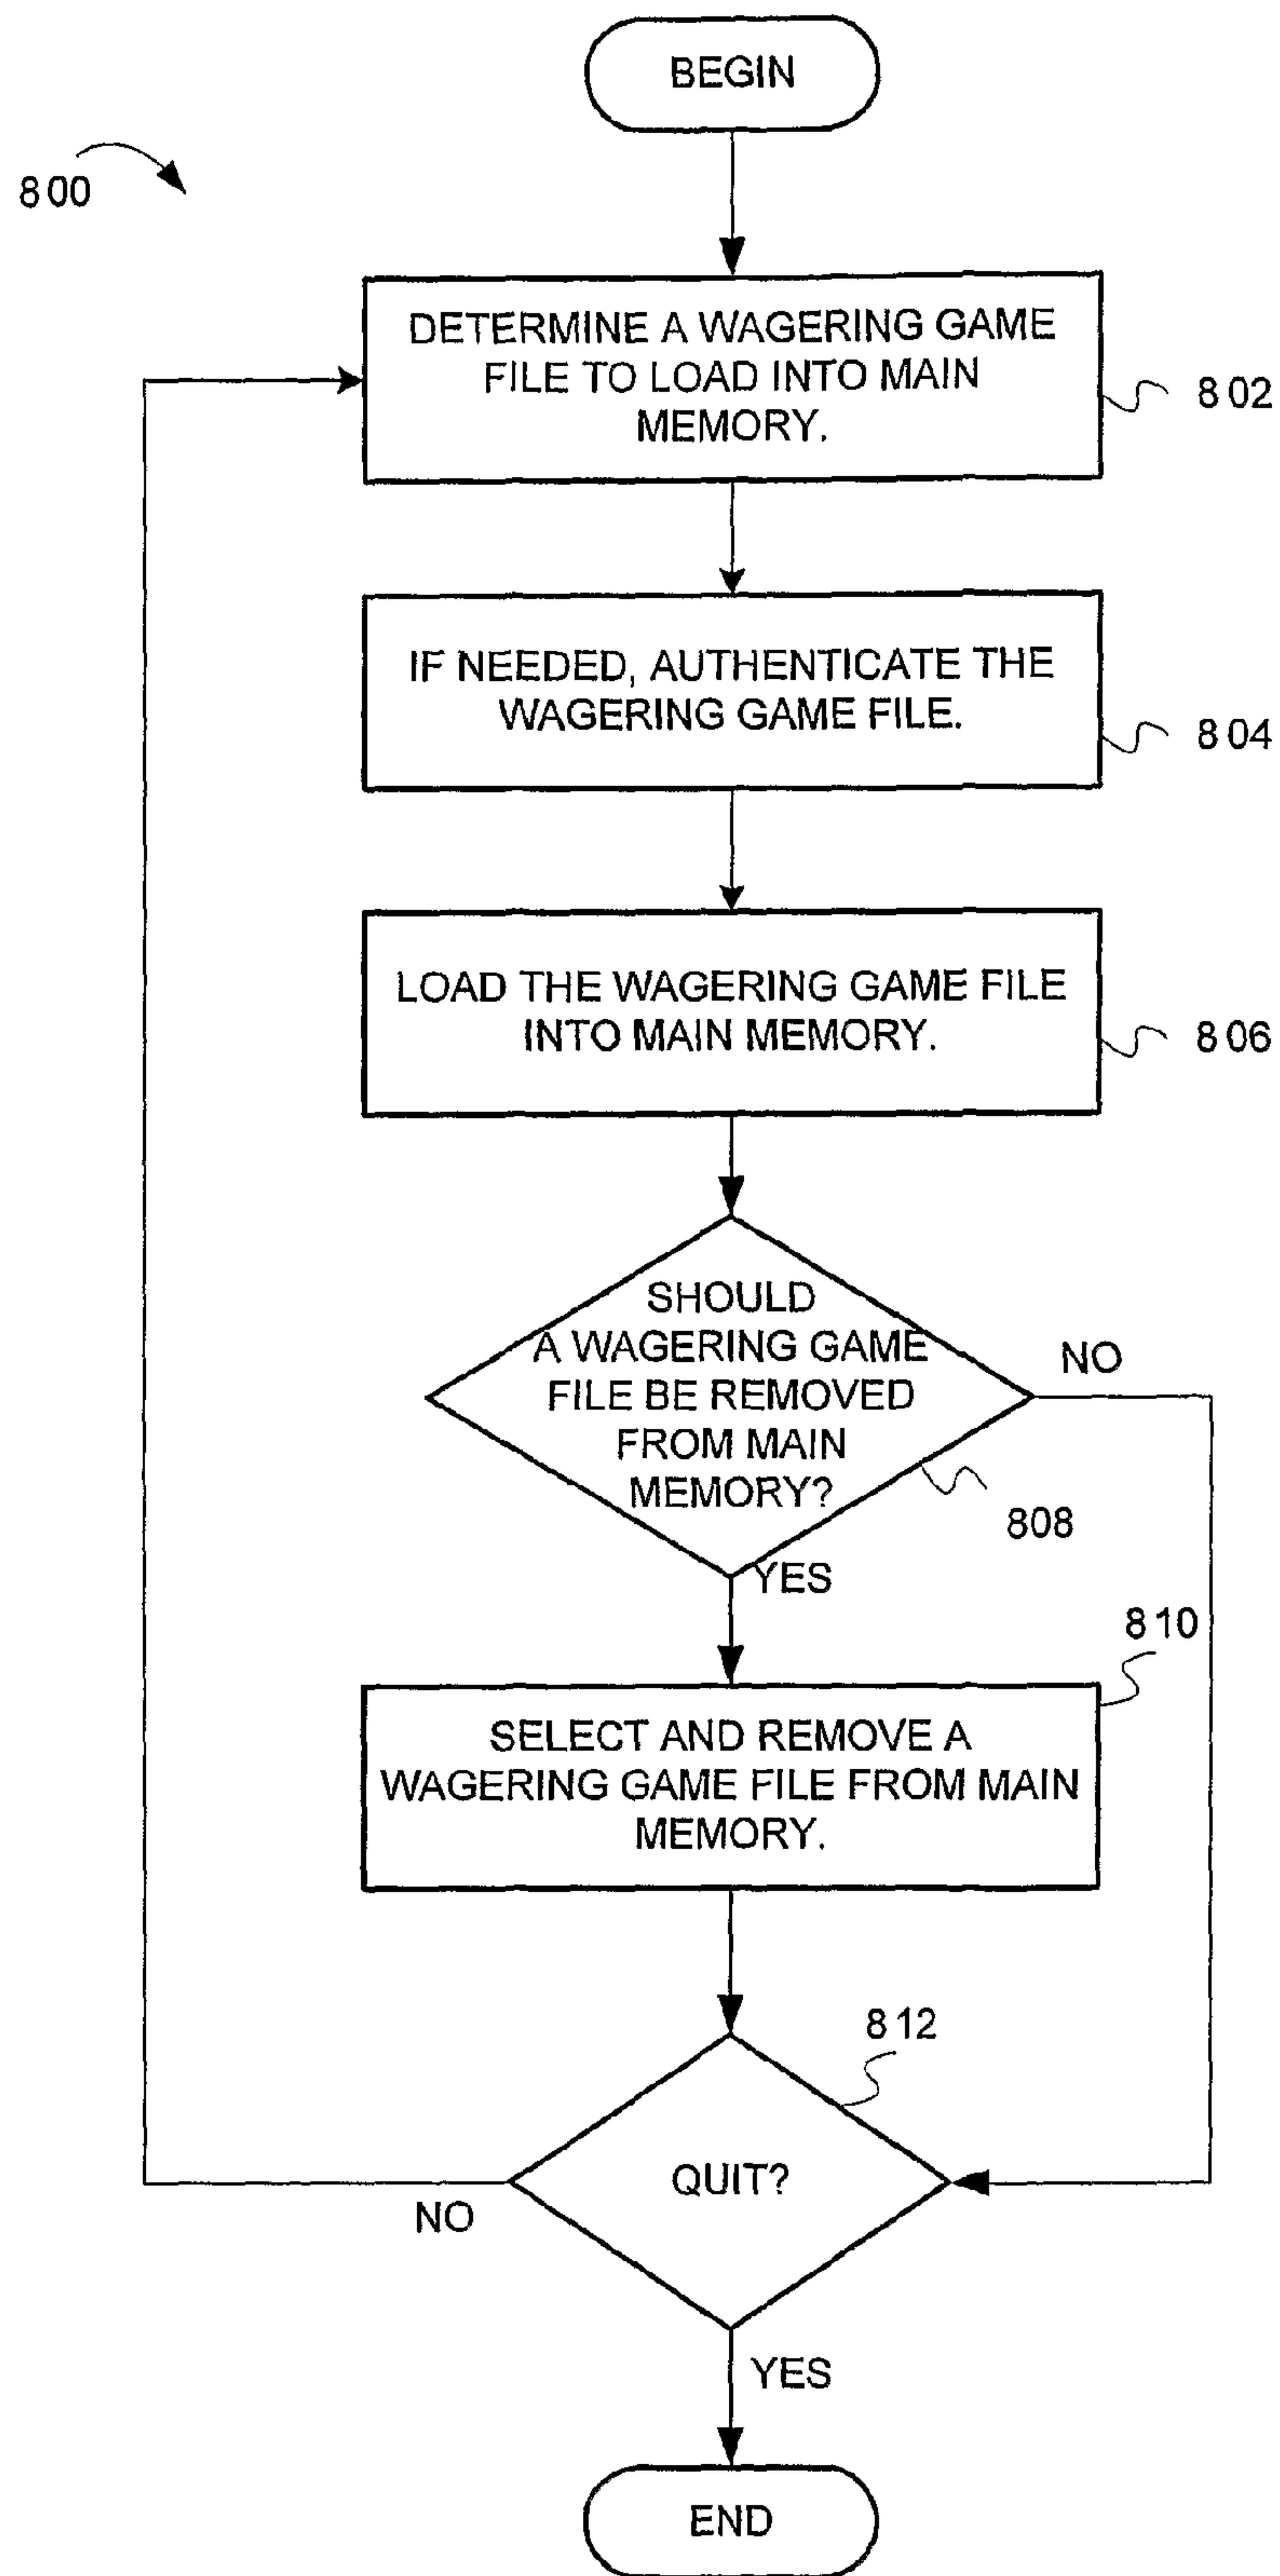 BEGIN
800
DETERMINE A WAGERING GAME
FILE TO LOAD INTO MAIN
MEMORY.
802
IF NEEDED, AUTHENTICATE THE
WAGERING GAME FILE.
804
LOAD THE WAGERING GAME FILE
INTO MAIN MEMORY.
806
SHOULD
A WAGERING GAME
FILE BE REMOVED
FROM MAIN
MEMORY?
NO
808
YES
810
SELECT AND REMOVE A
WAGERING GAME FILE FROM MAIN
MEMORY.
812
QUIT?
NO
YES
END